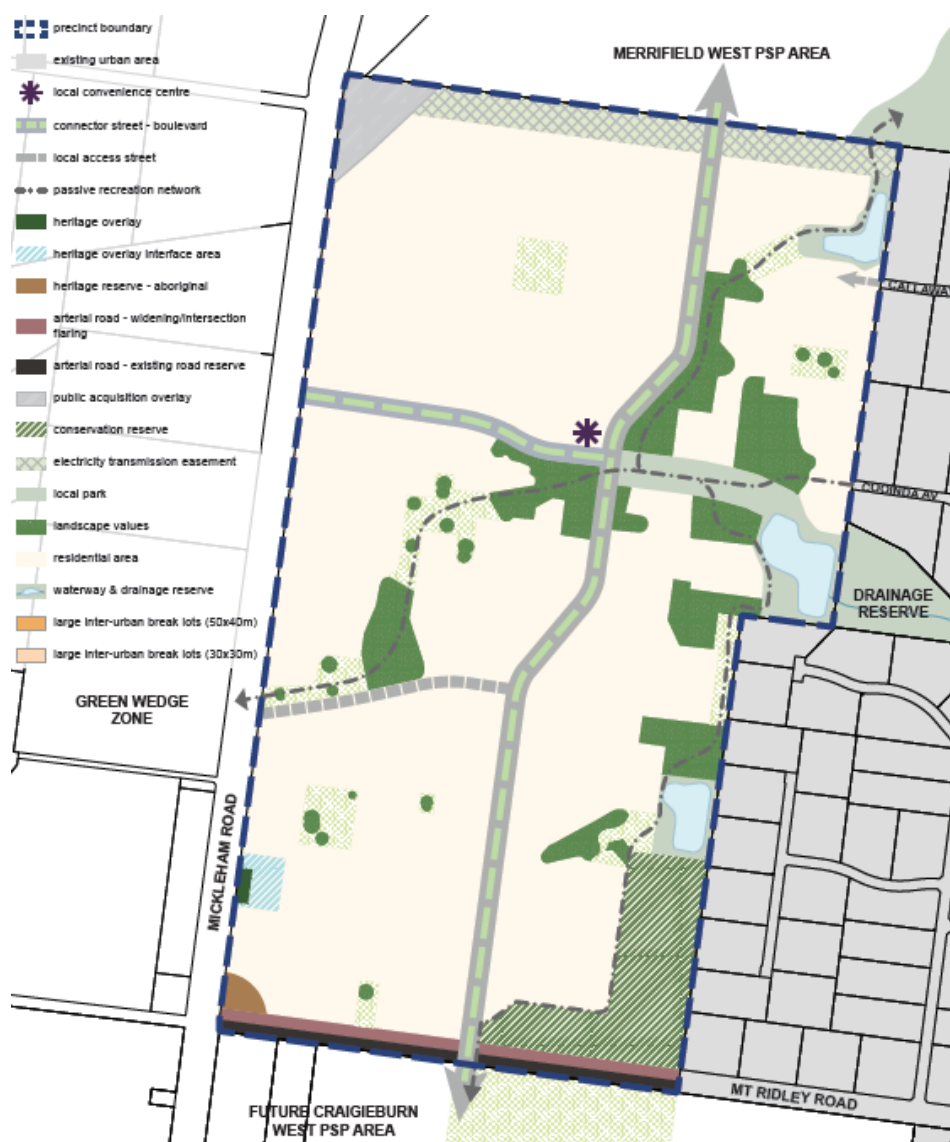 precinct boundary
existing urban area
local convenience centre
connector street - boulevard
local access street
passive recreation network
heritage overlay
heritage overlay interface area
heritage reserve - aboriginal
arterial road - widening/intersection
flaring
arterial road - existing road reserve
public acquisition overlay
conservation reserve
electricity transmission easement
local park
landscape values
residential area
waterway & drainage reserve
large inter-urban break lots (50x40m)
large inter-urban break lots (30x30m)
MERRIFIELD WEST PSP AREA
CALLAWAY
COOINDA AV
DRAINAGE
RESERVE
GREEN WEDGE
ZONE
MICKLEHAM ROAD
MT RIDLEY ROAD
FUTURE CRAIGIEBURN
WEST PSP AREA